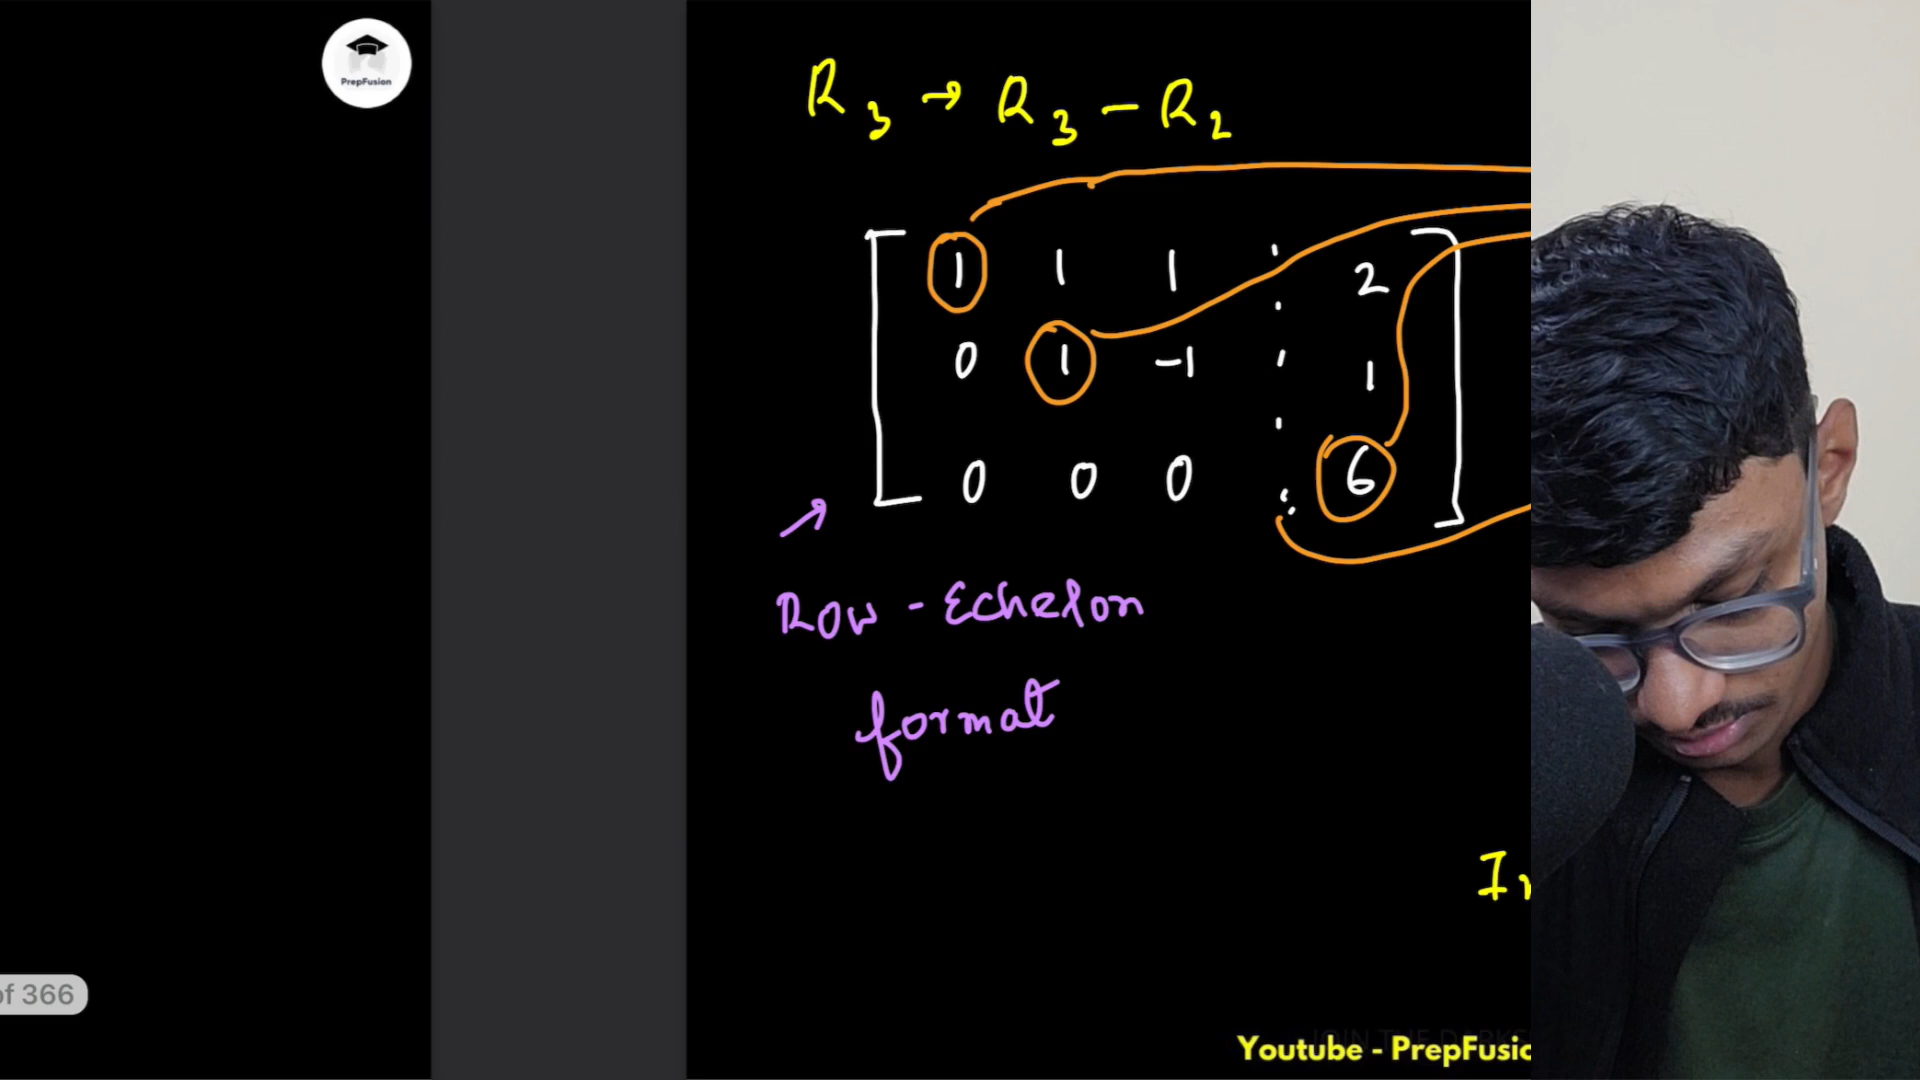 PrepFusion
R3 → R3 - R2
1 1 1 : 2
0 1 -1 : 1
0 0 0 : 6
Row - Echelon
format
of 366
Youtube - PrepFusio